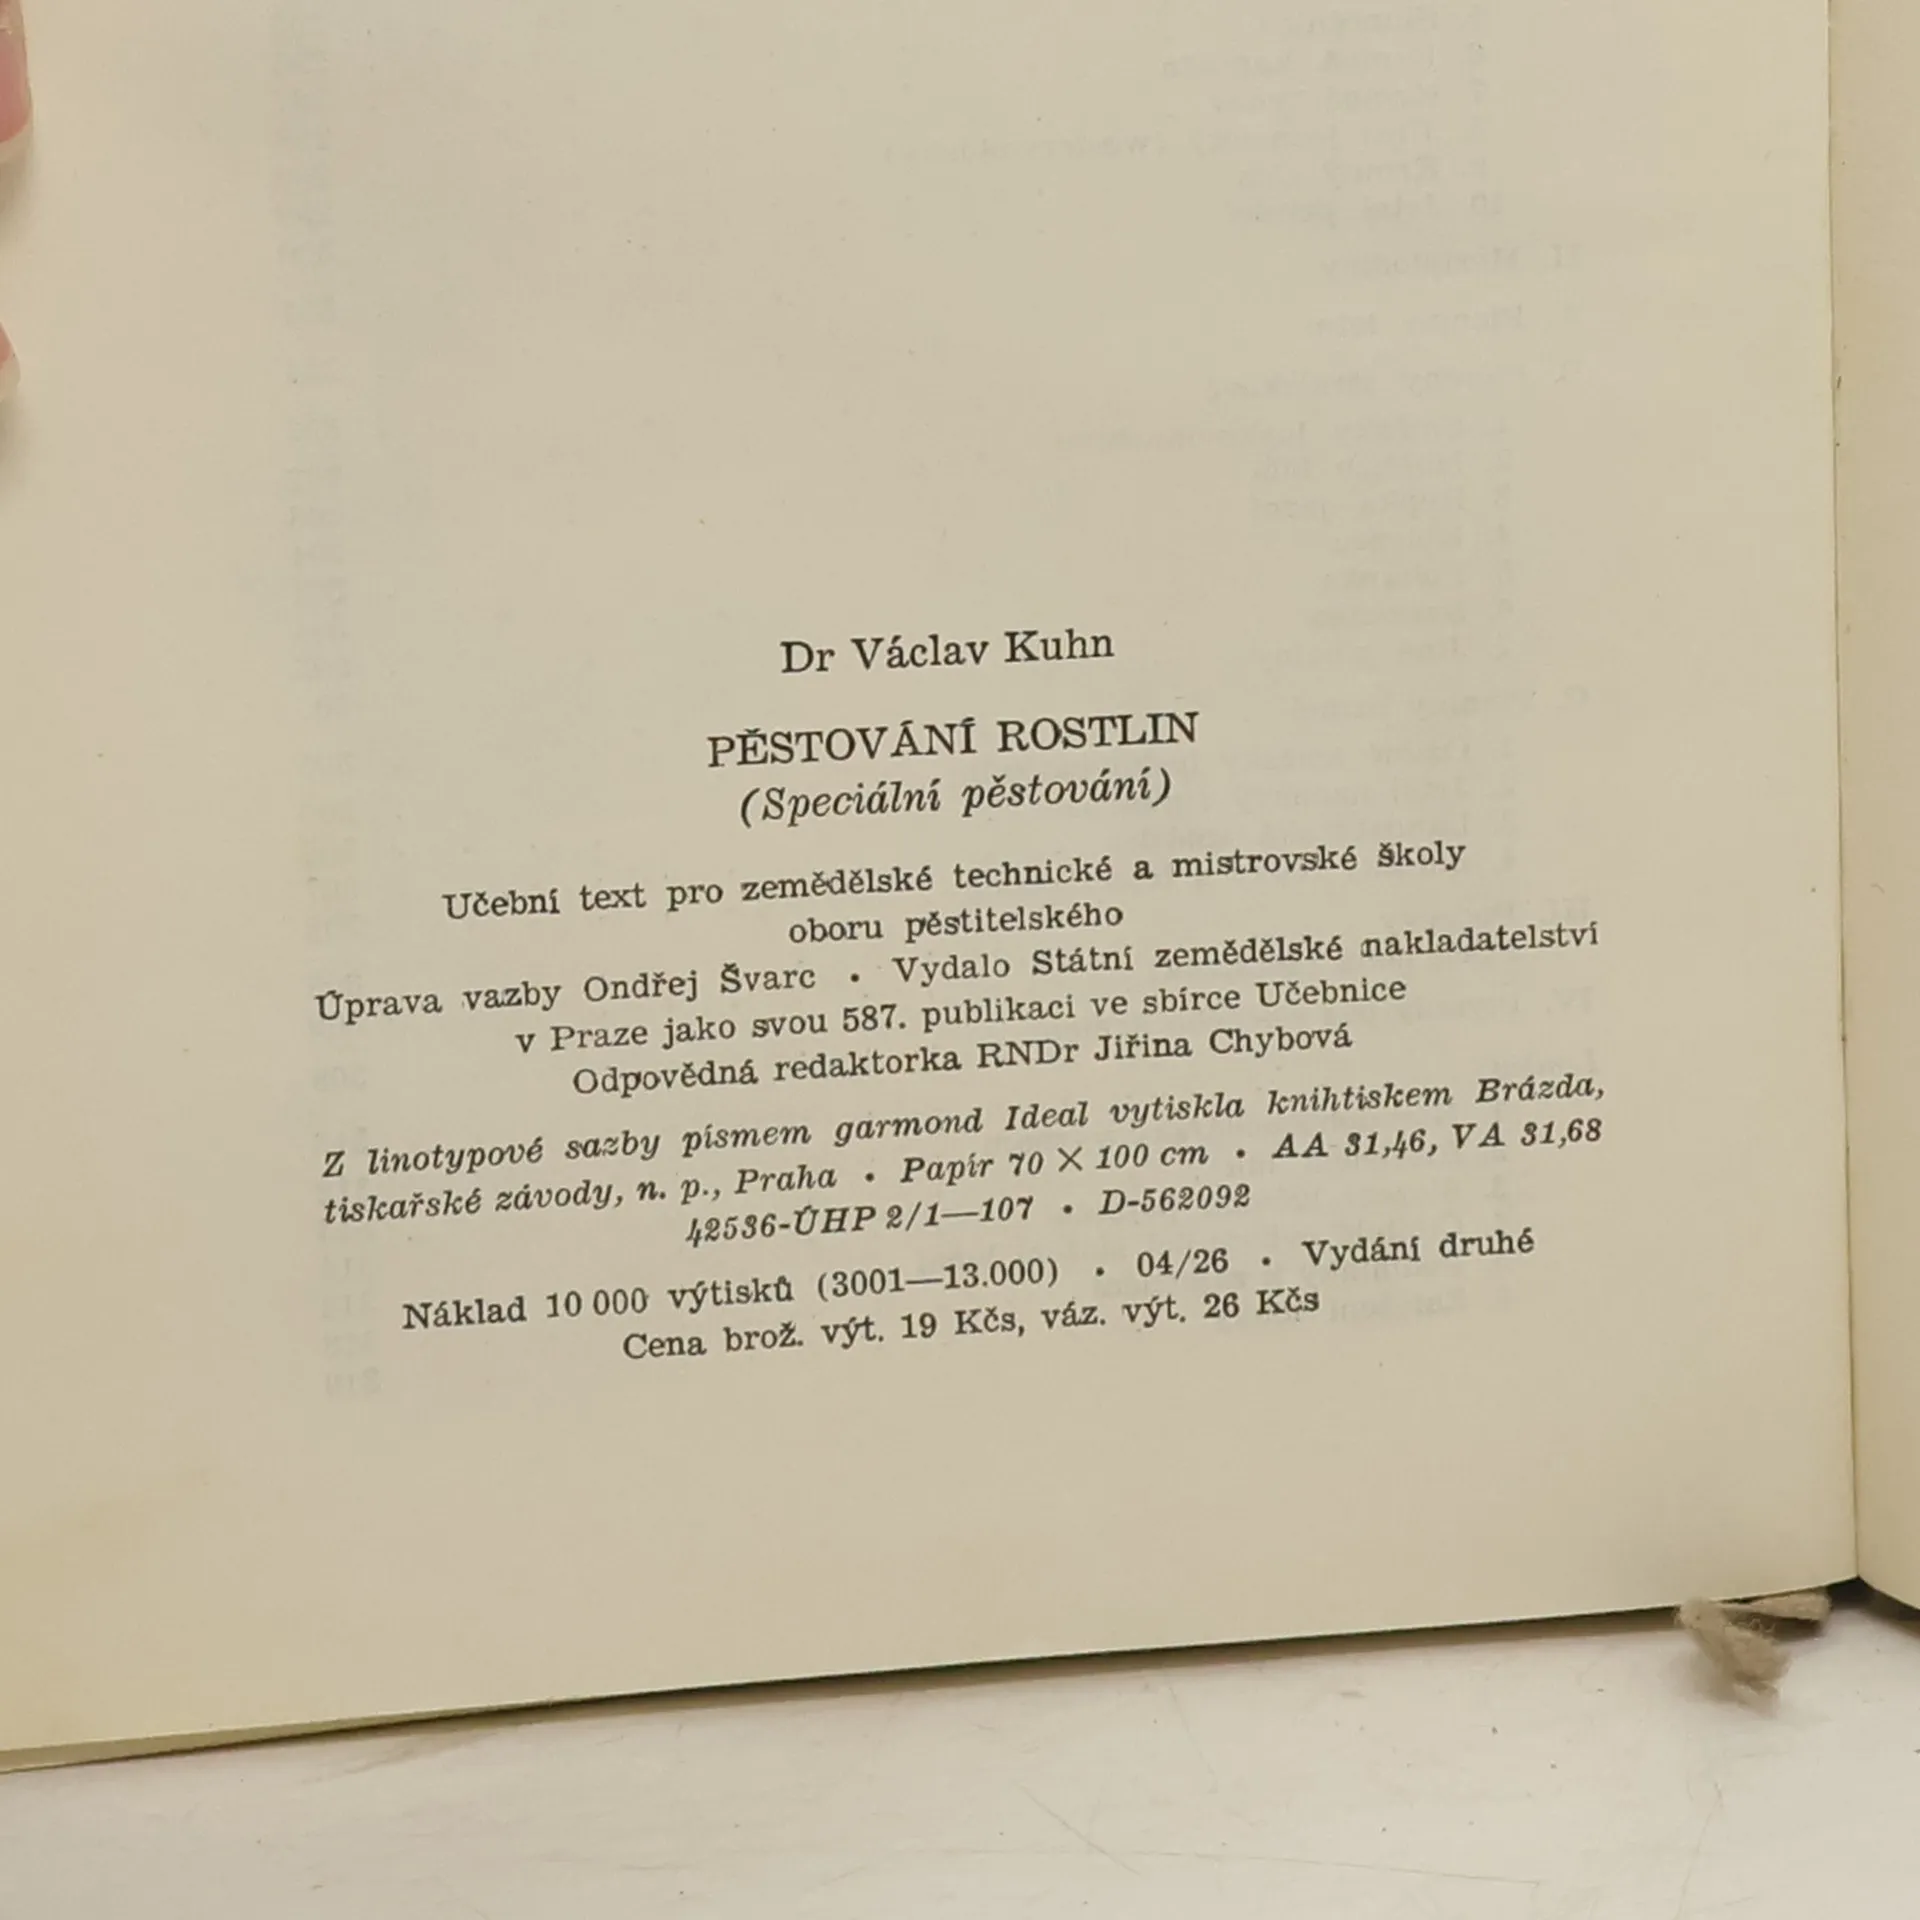 Dr Václav Kuhn
PĚSTOVÁNÍ ROSTLIN
(Speciální pěstování)
Učební text pro zemědělské technické a mistrovské školy
oboru pěstitelského
Úprava vazby Ondřej Švarc • Vydalo Státní zemědělské nakladatelství
v Praze jako svou 587. publikaci ve sbírce Učebnice
Odpovědná redaktorka RNDr Jiřina Chybová
Z linotypové sazby písmem garmond Ideal vytiskla knihtiskem Brázda,
tiskařské závody, n. p., Praha • Papír 70 × 100 cm • AA 31,46, VA 31,68
42536-ÚHP 2/1—107 • D-562092
Náklad 10 000 výtisků (3001—13.000) • 04/26 • Vydání druhé
Cena brož. výt. 19 Kčs, váz. výt. 26 Kčs